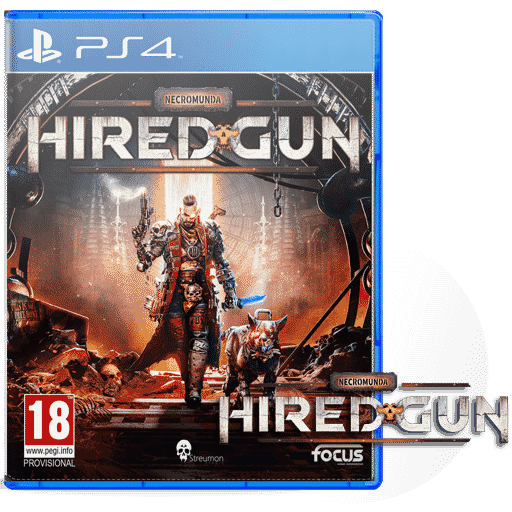 PS4
NECROMUNDA
HIRED GUN
NECROMUNDA
HIRED GUN
18
www.pegi.info
PROVISIONAL
Streumon
focus